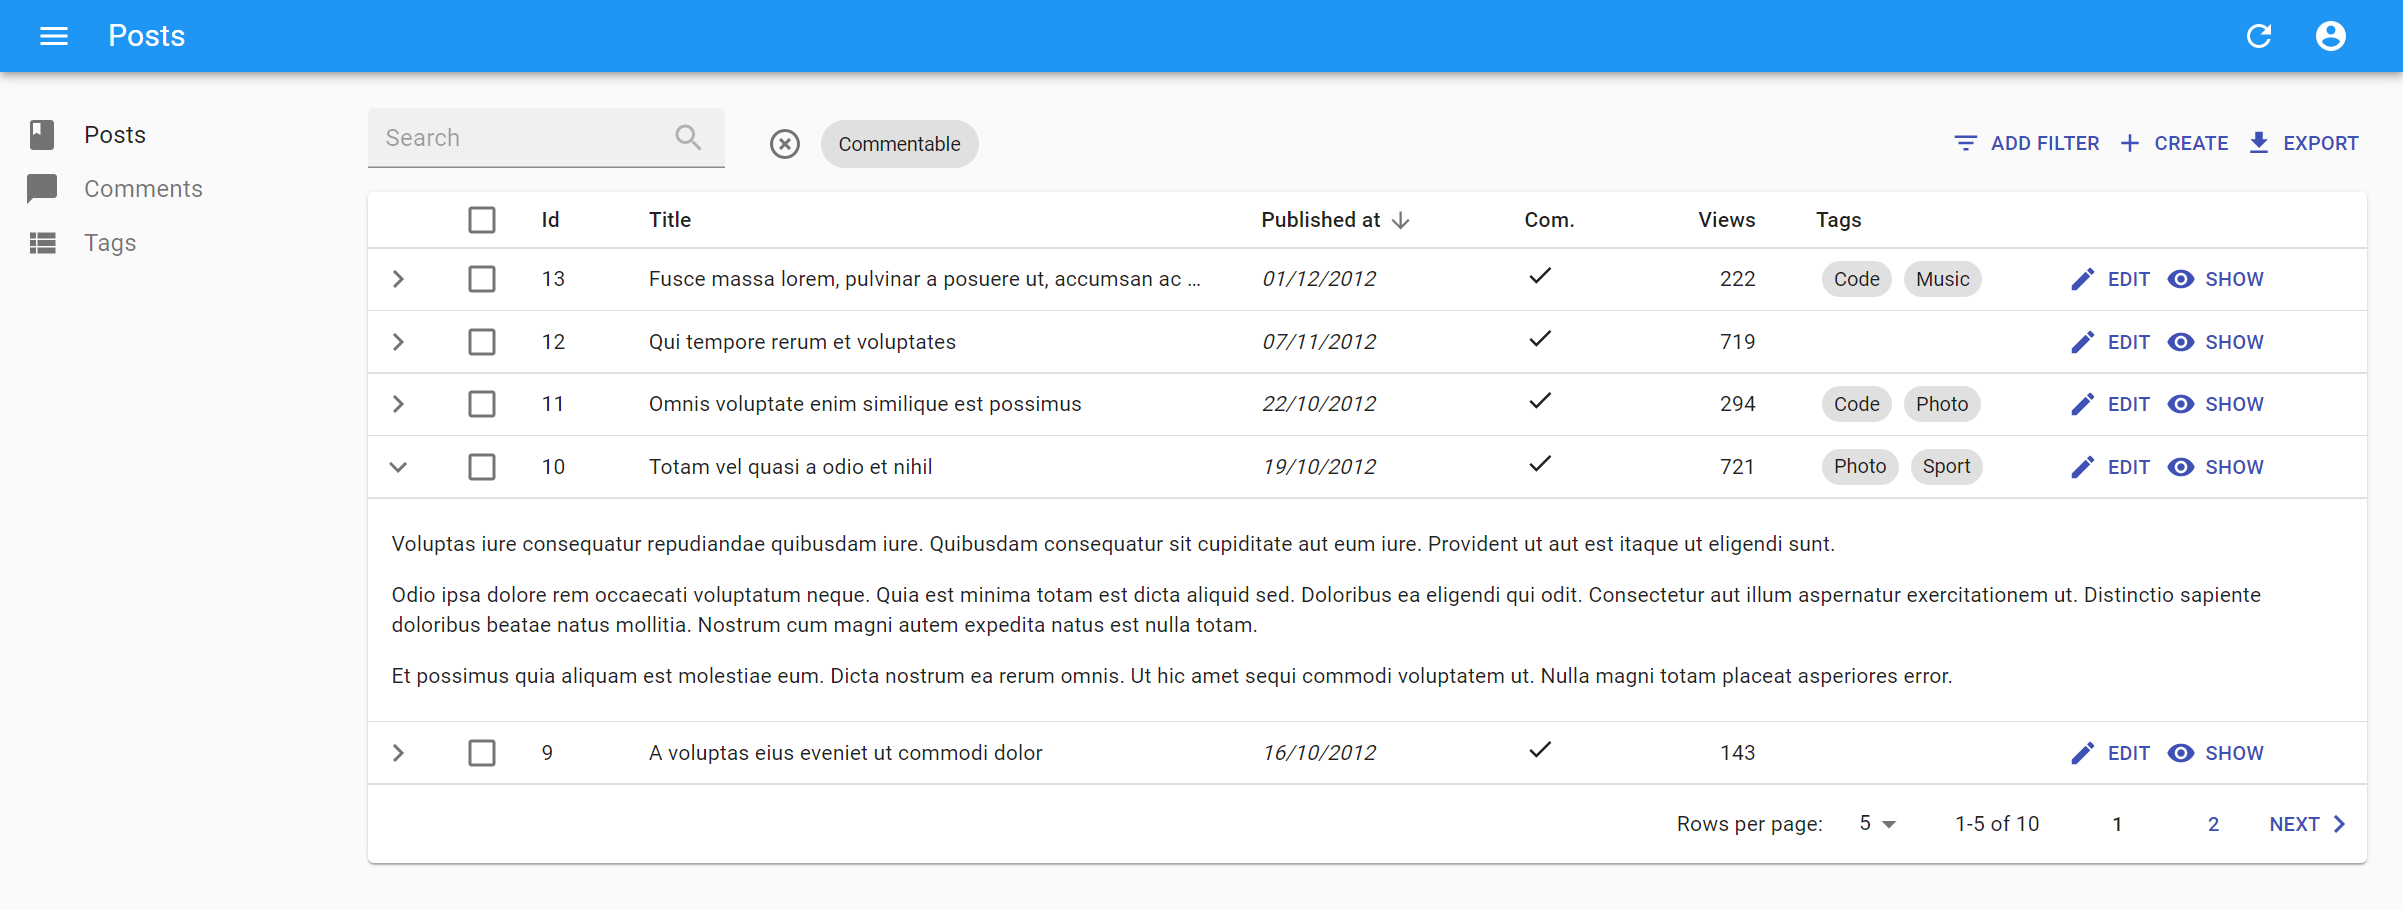 Posts
Posts
Comments
Tags
Search
Commentable
ADD FILTER CREATE EXPORT
Id Title Published at Com. Views Tags
13 Fusce massa lorem, pulvinar a posuere ut, accumsan ac ... 01/12/2012 222 Code Music EDIT SHOW
12 Qui tempore rerum et voluptates 07/11/2012 719 EDIT SHOW
11 Omnis voluptate enim similique est possimus 22/10/2012 294 Code Photo EDIT SHOW
10 Totam vel quasi a odio et nihil 19/10/2012 721 Photo Sport EDIT SHOW
Voluptas iure consequatur repudiandae quibusdam iure. Quibusdam consequatur sit cupiditate aut eum iure. Provident ut aut est itaque ut eligendi sunt.
Odio ipsa dolore rem occaecati voluptatum neque. Quia est minima totam est dicta aliquid sed. Doloribus ea eligendi qui odit. Consectetur aut illum aspernatur exercitationem ut. Distinctio sapiente
doloribus beatae natus mollitia. Nostrum cum magni autem expedita natus est nulla totam.
Et possimus quia aliquam est molestiae eum. Dicta nostrum ea rerum omnis. Ut hic amet sequi commodi voluptatem ut. Nulla magni totam placeat asperiores error.
9 A voluptas eius eveniet ut commodi dolor 16/10/2012 143 EDIT SHOW
Rows per page: 5 1-5 of 10 1 2 NEXT